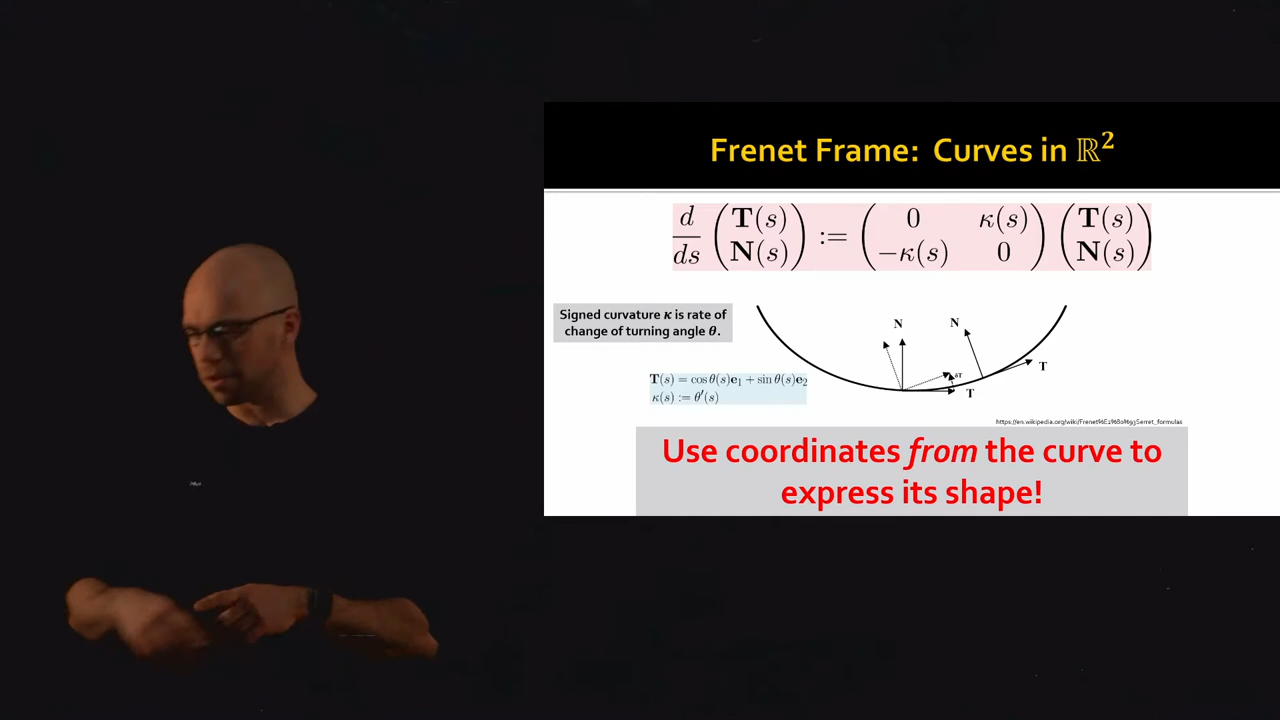 Frenet Frame: Curves in ℝ²
d/ds (T(s) N(s)) := (0 κ(s) −κ(s) 0) (T(s) N(s))
Signed curvature κ is rate of
change of turning angle θ.
T(s) = cos θ(s)e₁ + sin θ(s)e₂
κ(s) := θ′(s)
N
N
δT
T
T
Use coordinates from the curve to
express its shape!